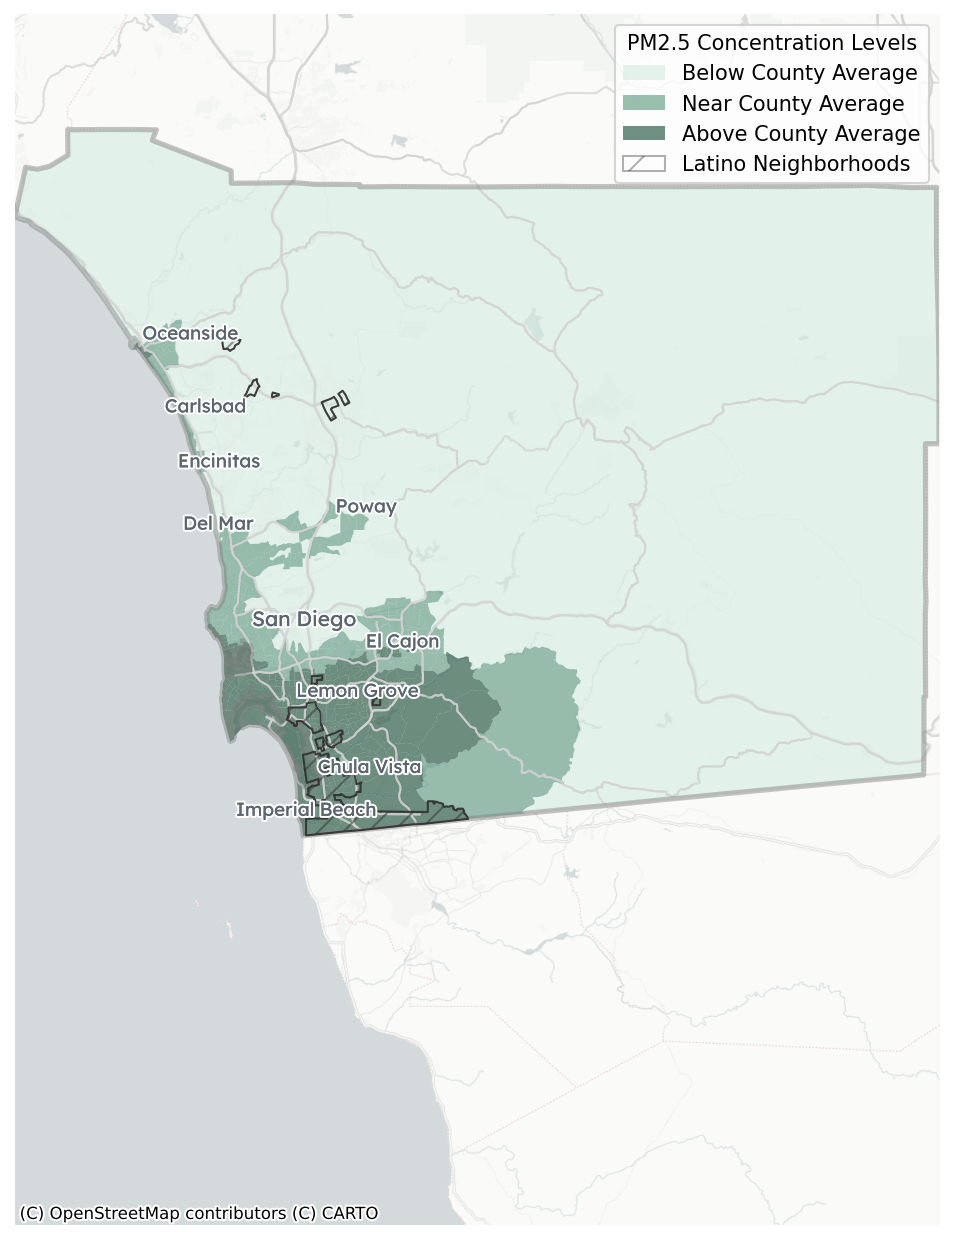 PM2.5 Concentration Levels
Below County Average
Near County Average
Above County Average
Latino Neighborhoods
Oceanside
Carlsbad
Encinitas
Poway
Del Mar
San Diego
El Cajon
Lemon Grove
Chula Vista
Imperial Beach
(C) OpenStreetMap contributors (C) CARTO